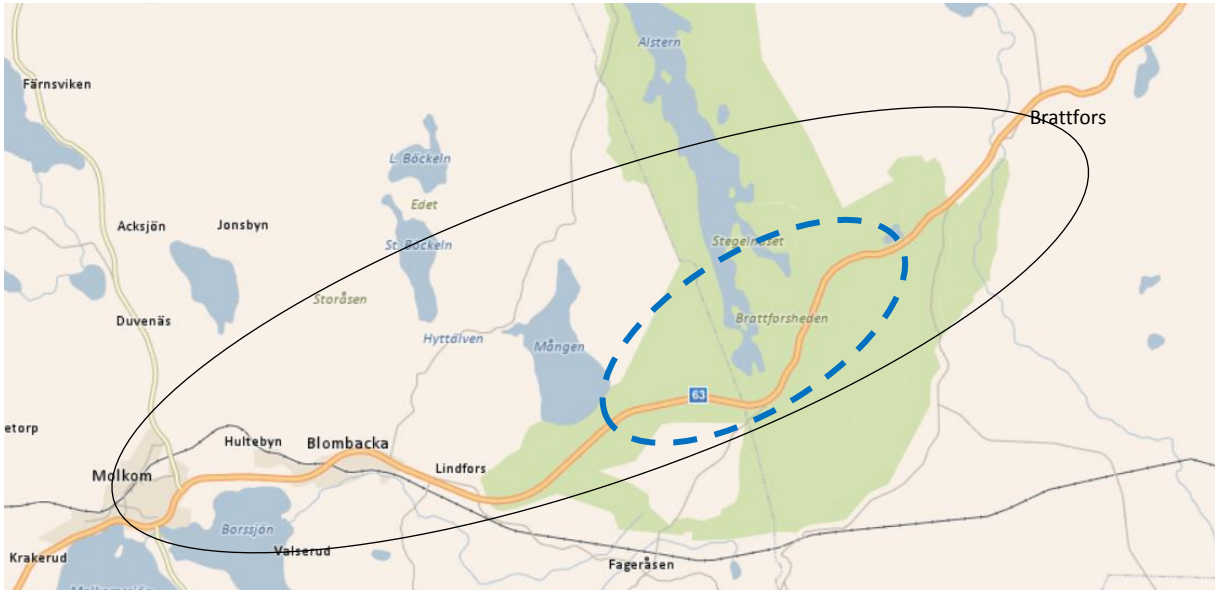 Alstern
Färnsviken
Brattfors
L. Böckeln
Edet
Acksjön
Jonsbyn
St. Böckeln
Stegelnäset
Storåsen
Duvenäs
Brattforsheden
Hyttälven
Mången
63
etorp
Hultebyn
Blombacka
Lindfors
Molkom
Borssjön
Valserud
Krakerud
Fageråsen
Molkomssjön